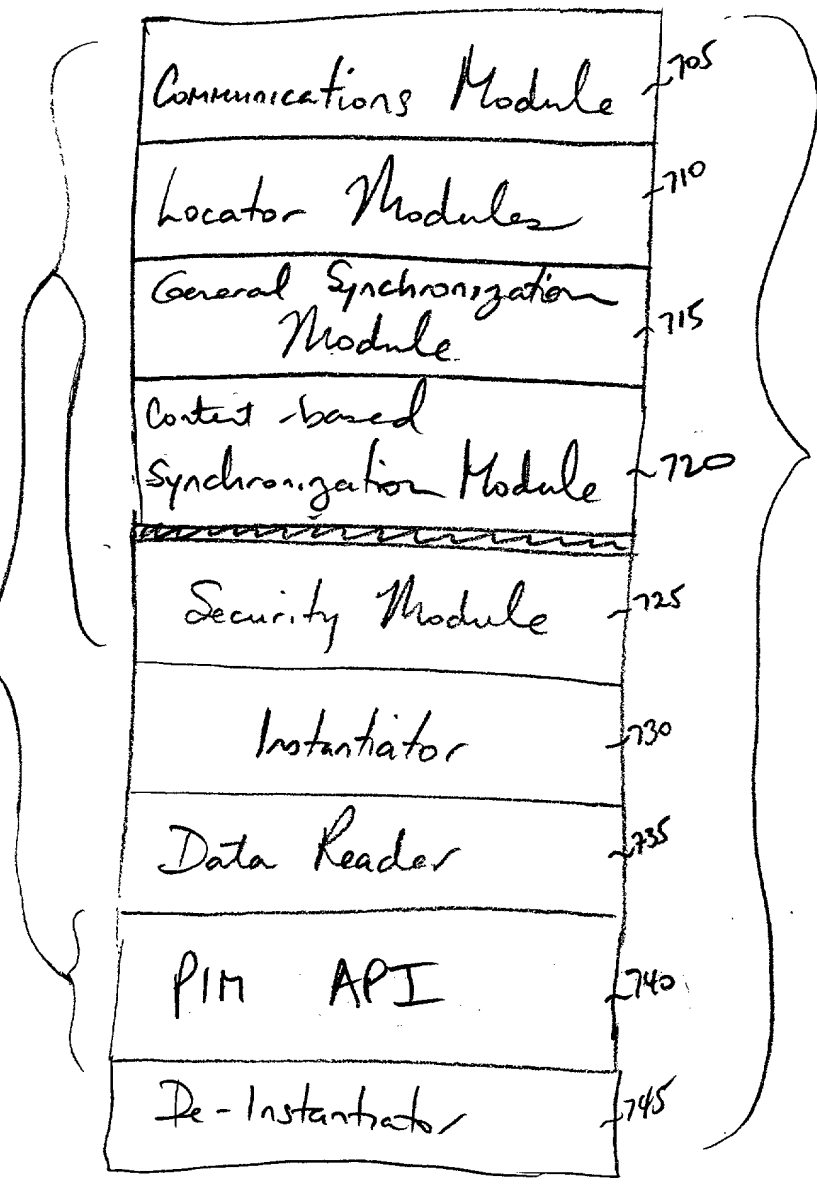 Communications Module 705
Locator Modules 710
General Synchronization
Module 715
Content-based
Synchronization Module 720
Security Module 725
Instantiator 730
Data Reader 735
PIM API 740
De-Instantiator 745